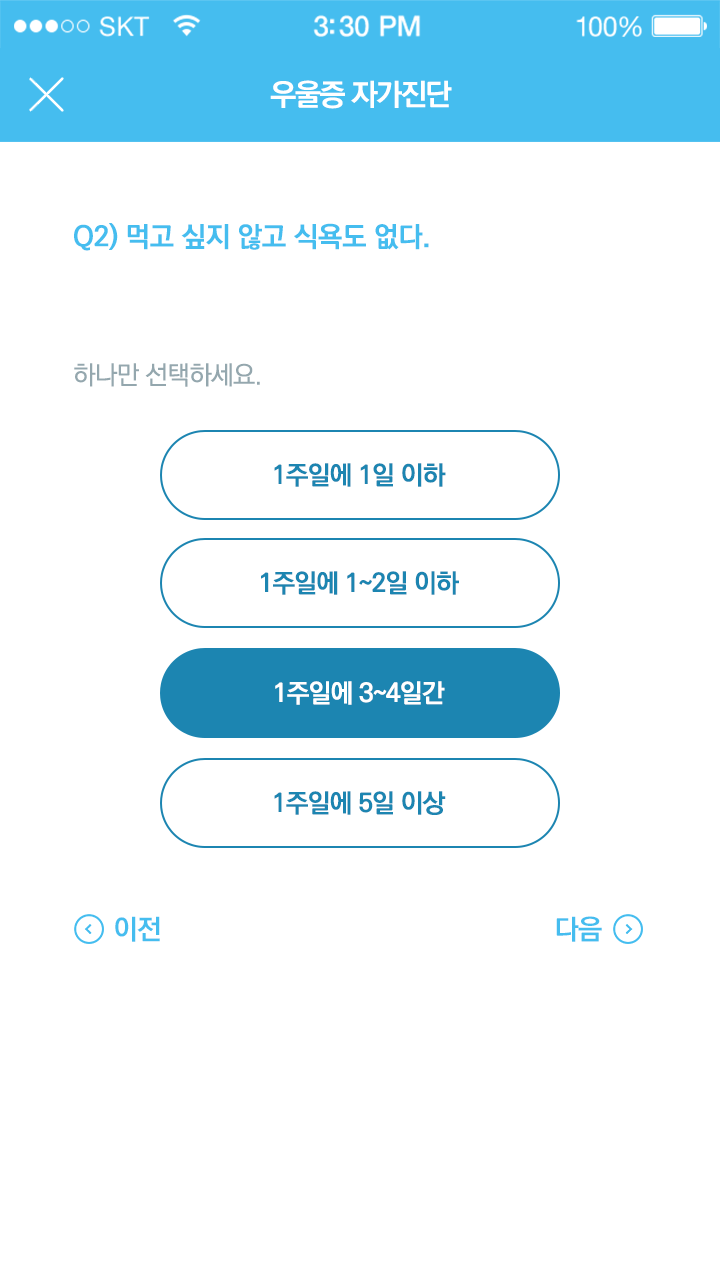 SKT 3:30 PM 100%
우울증 자가진단
Q2) 먹고 싶지 않고 식욕도 없다.
하나만 선택하세요.
1주일에 1일 이하
1주일에 1~2일 이하
1주일에 3~4일간
1주일에 5일 이상
이전 다음